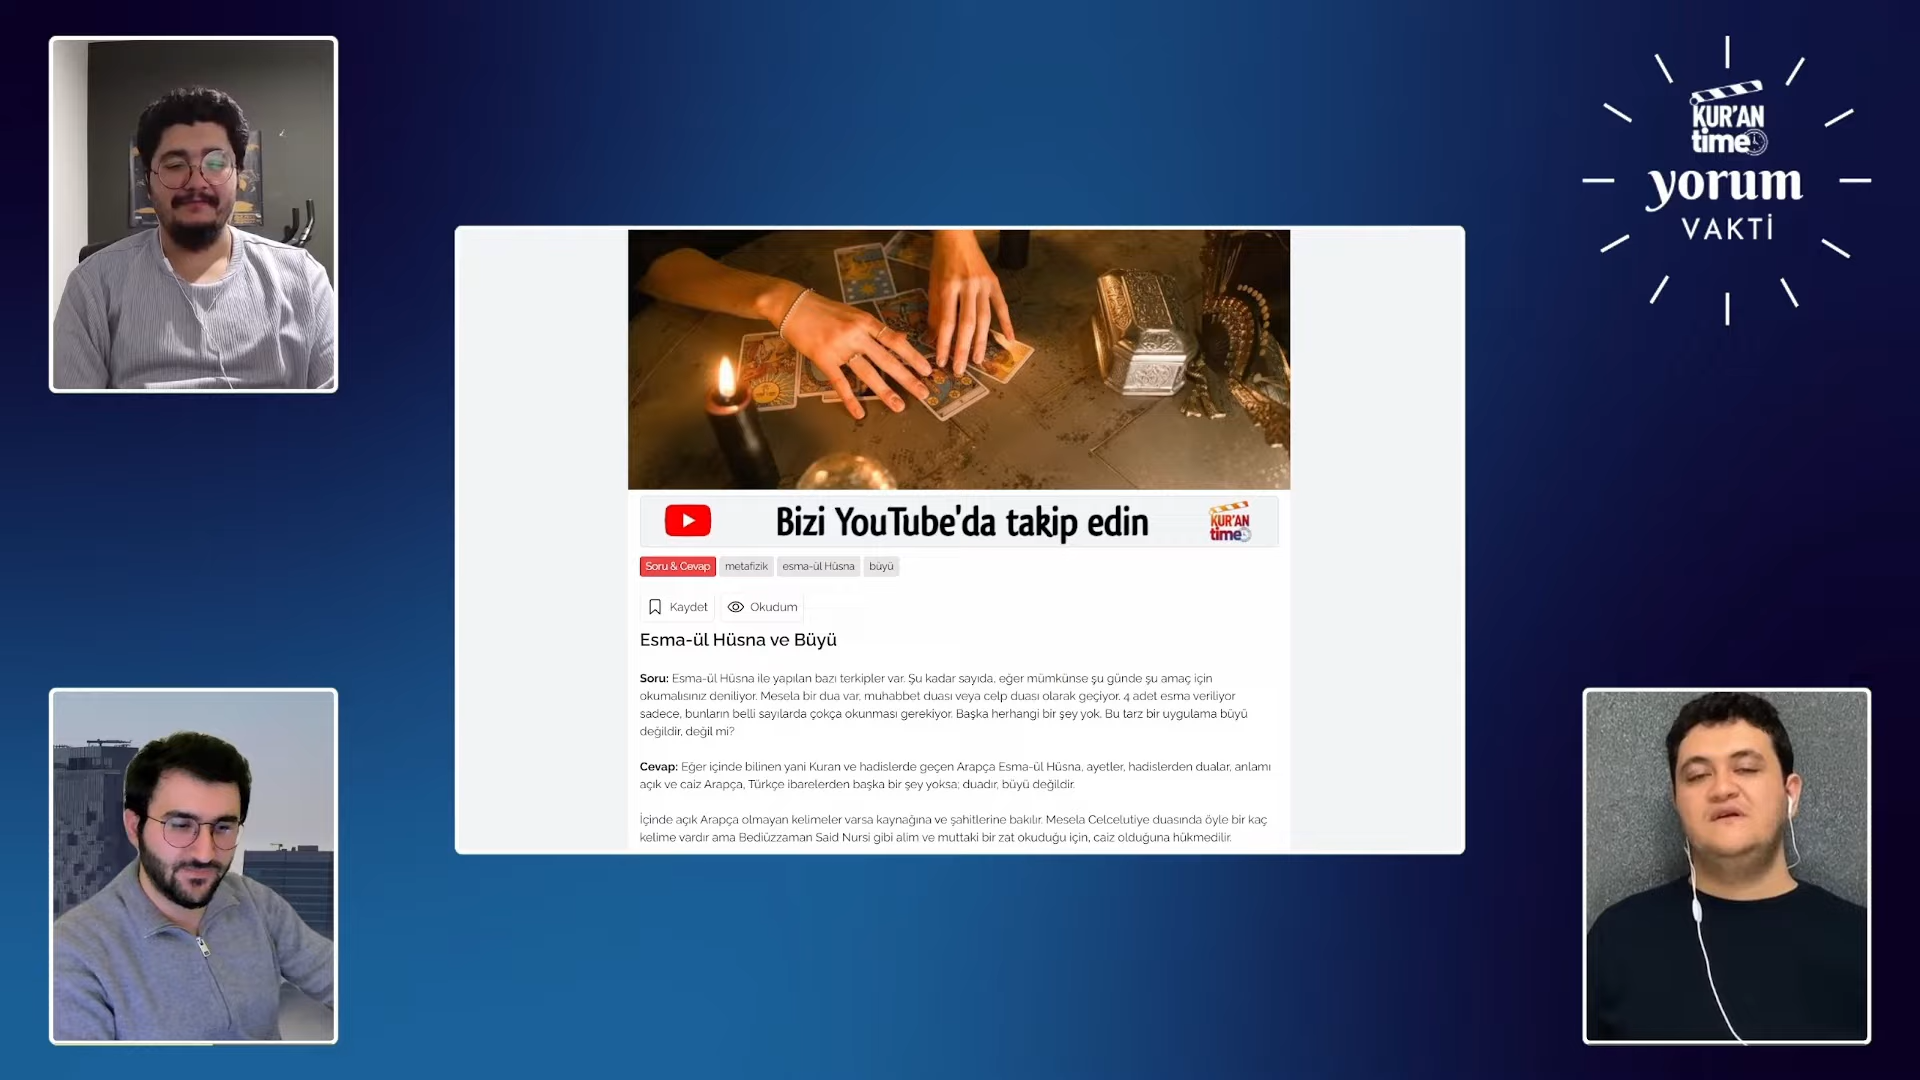 KUR'AN
time
yorum
VAKTİ
Bizi YouTube'da takip edin
KUR'AN
time
Soru & Cevap metafizik esma-ül Hüsna büyü
Kaydet Okudum
Esma-ül Hüsna ve Büyü
Soru: Esma-ül Hüsna ile yapılan bazı terkipler var. Şu kadar sayıda, eğer mümkünse şu günde şu amaç için
okumalısınız deniliyor. Mesela bir dua var, muhabbet duası veya celp duası olarak geçiyor. 4 adet esma veriliyor
sadece, bunların belli sayılarda çokça okunması gerekiyor. Başka herhangi bir şey yok. Bu tarz bir uygulama büyü
değildir, değil mi?
Cevap: Eğer içinde bilinen yani Kuran ve hadislerde geçen Arapça Esma-ül Hüsna, ayetler, hadislerden dualar, anlamı
açık ve caiz Arapça, Türkçe ibarelerden başka bir şey yoksa; duadır, büyü değildir.
İçinde açık Arapça olmayan kelimeler varsa kaynağına ve şahitlerine bakılır. Mesela Celcelutiye duasında öyle bir kaç
kelime vardır ama Bediüzzaman Said Nursi gibi alim ve muttaki bir zat okuduğu için, caiz olduğuna hükmedilir.